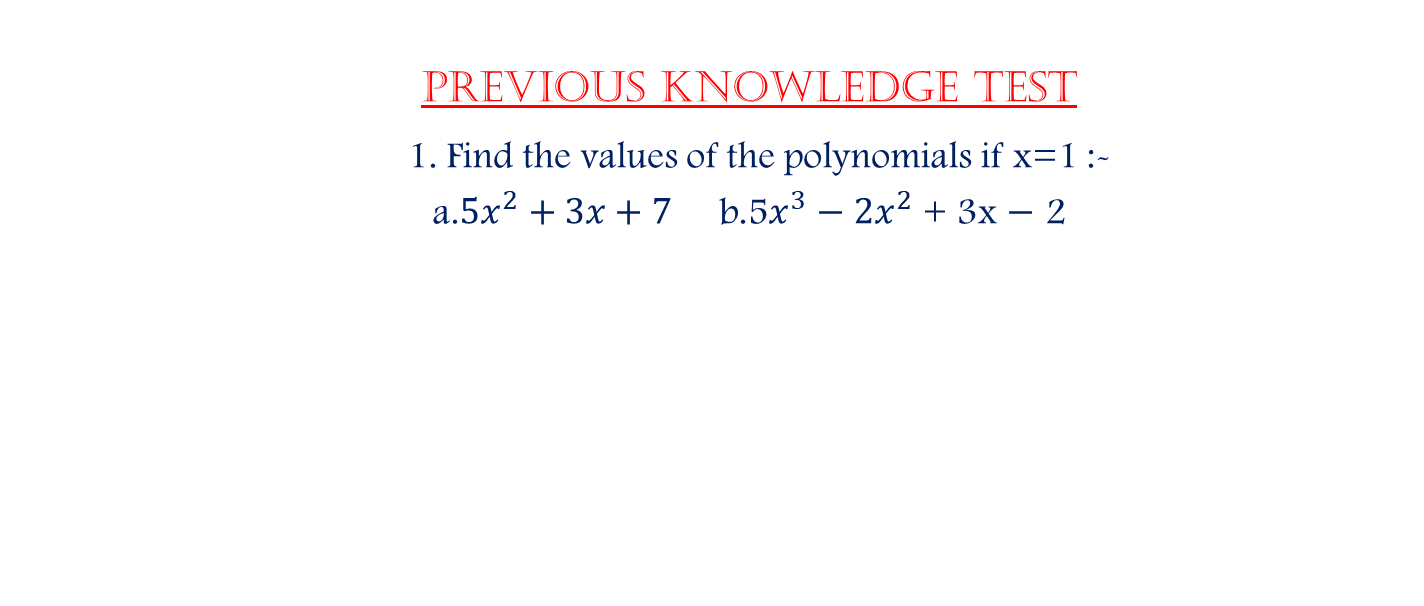 PREVIOUS KNOWLEDGE TEST
1. Find the values of the polynomials if x=1 :-
a.5x² + 3x + 7 b.5x³ − 2x² + 3x − 2